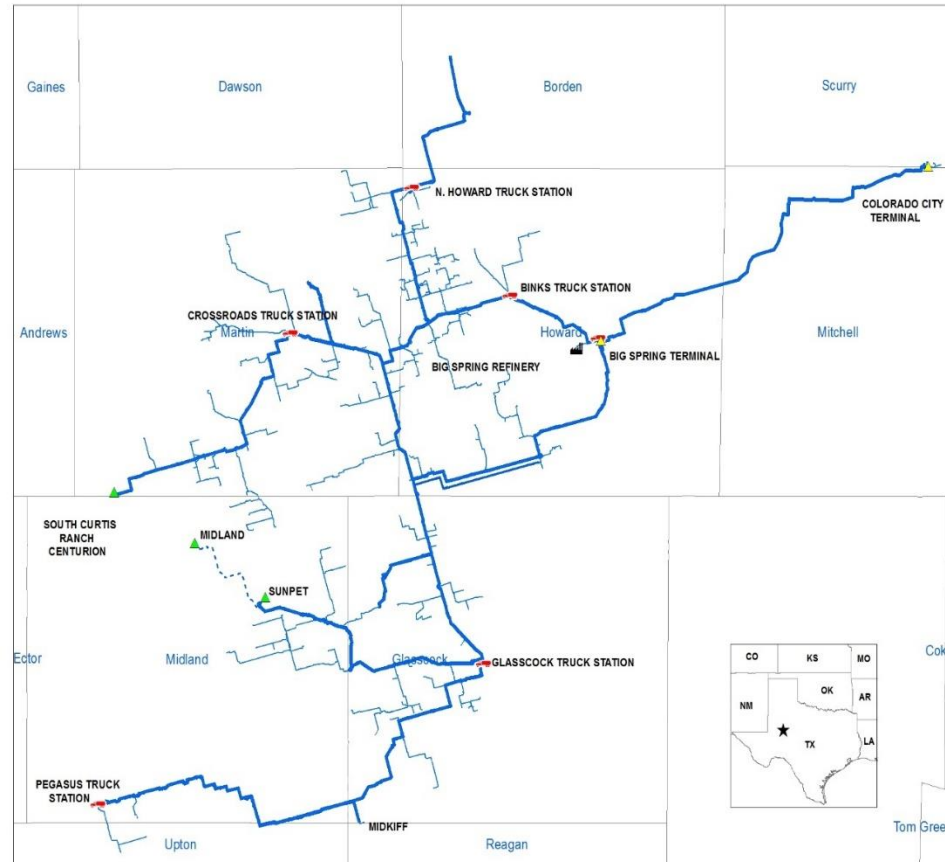 Gaines
Dawson
Borden
Scurry
N. HOWARD TRUCK STATION
COLORADO CITY
TERMINAL
BINKS TRUCK STATION
CROSSROADS TRUCK STATION
Andrews
Martin
Howard
Mitchell
BIG SPRING TERMINAL
BIG SPRING REFINERY
SOUTH CURTIS
RANCH
CENTURION
MIDLAND
SUNPET
Ector
Midland
Glasscock
GLASSCOCK TRUCK STATION
Cok
CO
KS
MO
NM
OK
AR
TX
LA
PEGASUS TRUCK
STATION
MIDKIFF
Upton
Reagan
Tom Gree